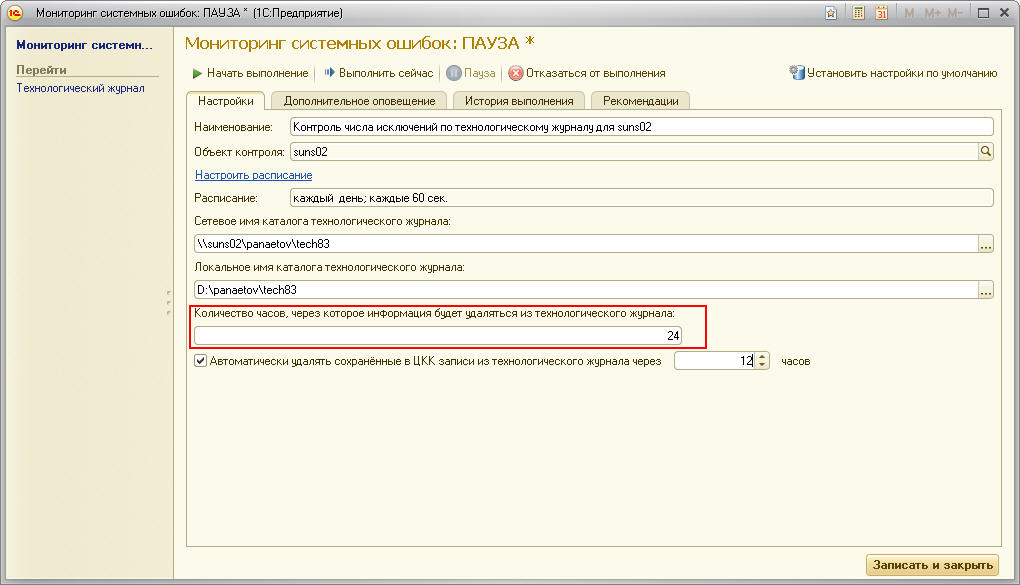 Мониторинг системных ошибок: ПАУЗА * (1С:Предприятие)
M M+ M-
31
Мониторинг системн...
Перейти
Технологический журнал
Мониторинг системных ошибок: ПАУЗА *
Начать выполнение Выполнить сейчас Пауза Отказаться от выполнения Установить настройки по умолчанию
Настройки Дополнительное оповещение История выполнения Рекомендации
Наименование: Контроль числа исключений по технологическому журналу для suns02
Объект контроля: suns02
Настроить расписание
Расписание: каждый день; каждые 60 сек.
Сетевое имя каталога технологического журнала:
\\suns02\panaetov\tech83 ...
Локальное имя каталога технологического журнала:
D:\panaetov\tech83 ...
Количество часов, через которое информация будет удаляться из технологического журнала:
24
Автоматически удалять сохранённые в ЦКК записи из технологического журнала через 12 часов
Записать и закрыть